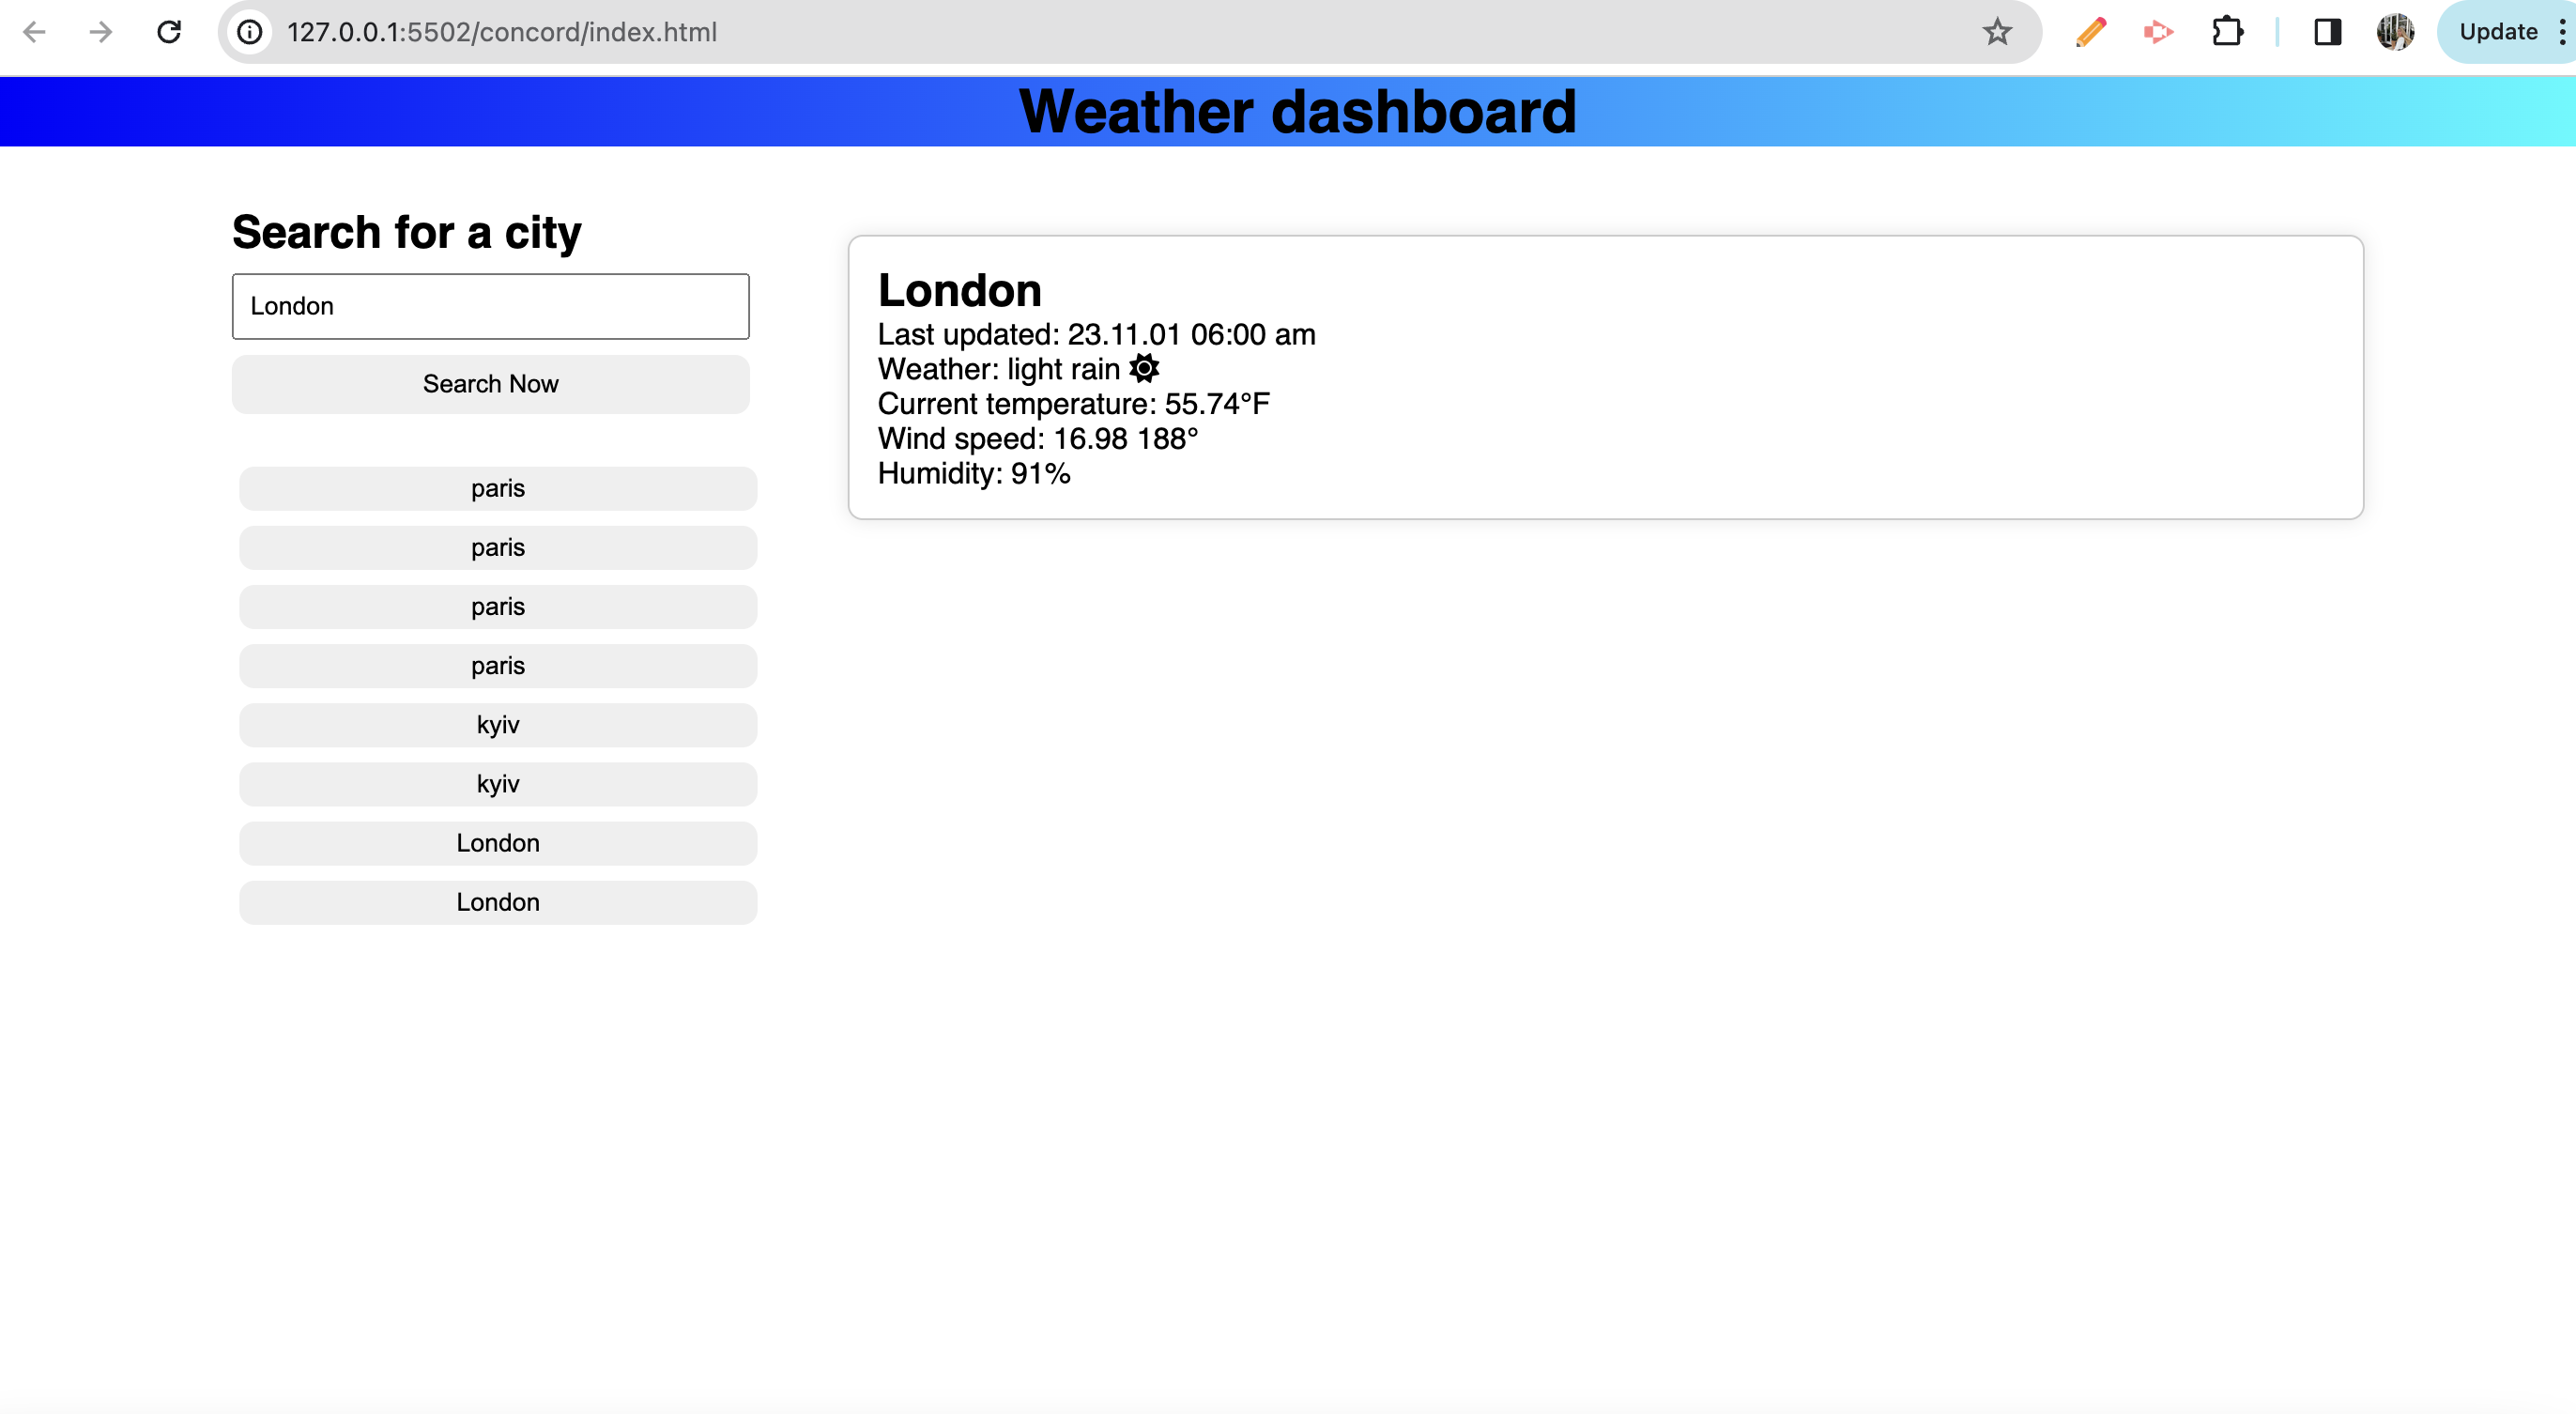 127.0.0.1:5502/concord/index.html
Update
Weather dashboard
Search for a city
London
Search Now
paris
paris
paris
paris
kyiv
kyiv
London
London
London
Last updated: 23.11.01 06:00 am
Weather: light rain
Current temperature: 55.74°F
Wind speed: 16.98 188°
Humidity: 91%